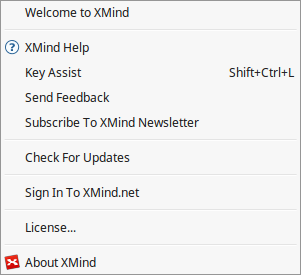 Welcome to XMind
XMind Help
Key Assist Shift+Ctrl+L
Send Feedback
Subscribe To XMind Newsletter
Check For Updates
Sign In To XMind.net
License...
About XMind